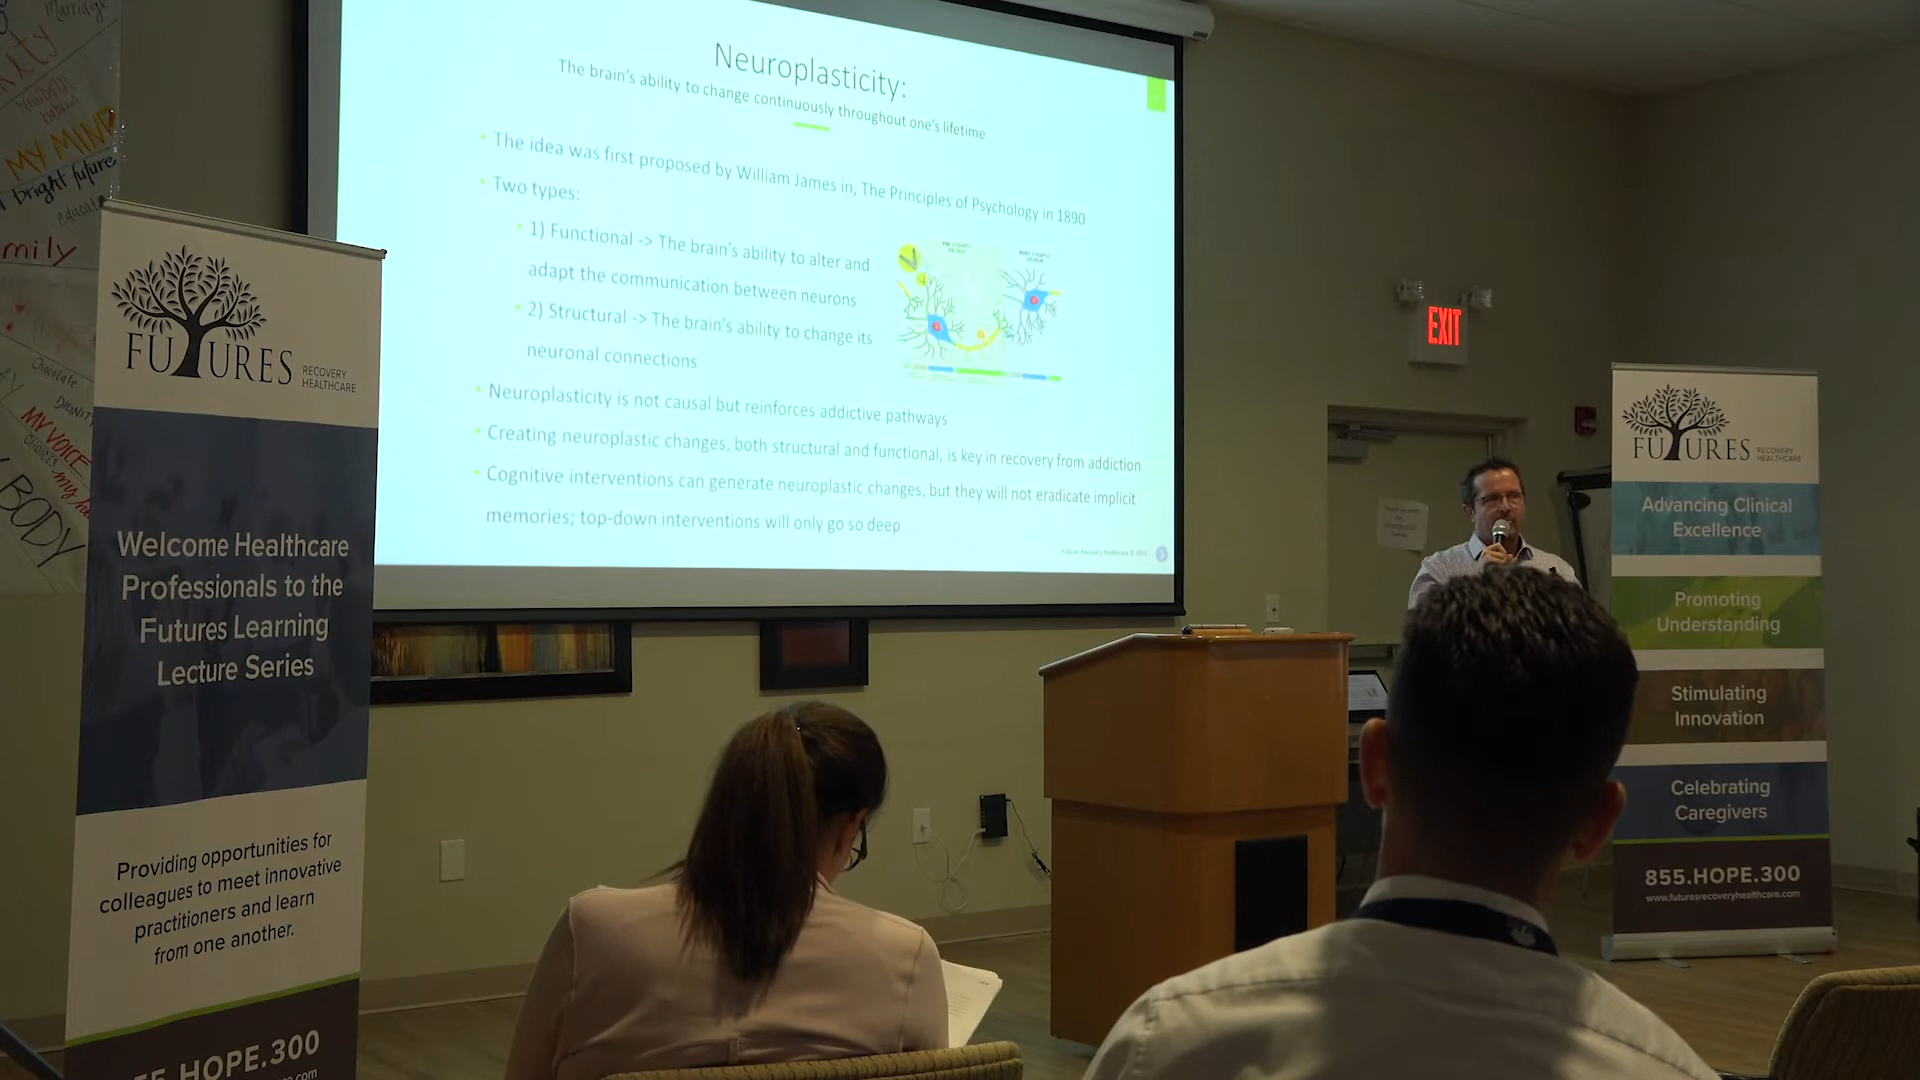 Marriage
MY MIND
bright future
mily
Chocolate
DIGNITY
MY VOICE
CHOICES
BODY
FUTURES
RECOVERY
HEALTHCARE
Welcome Healthcare
Professionals to the
Futures Learning
Lecture Series
Providing opportunities for
colleagues to meet innovative
practitioners and learn
from one another.
HOPE.300
.com
Neuroplasticity:
The brain's ability to change continuously throughout one's lifetime
• The idea was first proposed by William James in, The Principles of Psychology in 1890
• Two types:
• 1) Functional -> The brain's ability to alter and
adapt the communication between neurons
• 2) Structural -> The brain's ability to change its
neuronal connections
• Neuroplasticity is not causal but reinforces addictive pathways
• Creating neuroplastic changes, both structural and functional, is key in recovery from addiction
• Cognitive interventions can generate neuroplastic changes, but they will not eradicate implicit
memories; top-down interventions will only go so deep
EXIT
FUTURES
RECOVERY
HEALTHCARE
Advancing Clinical
Excellence
Promoting
Understanding
Stimulating
Innovation
Celebrating
Caregivers
855.HOPE.300
www.futuresrecoveryhealthcare.com